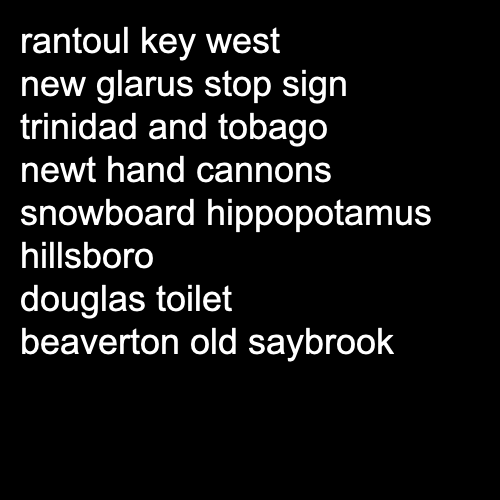 rantoul key west
new glarus stop sign
trinidad and tobago
newt hand cannons
snowboard hippopotamus
hillsboro
douglas toilet
beaverton old saybrook